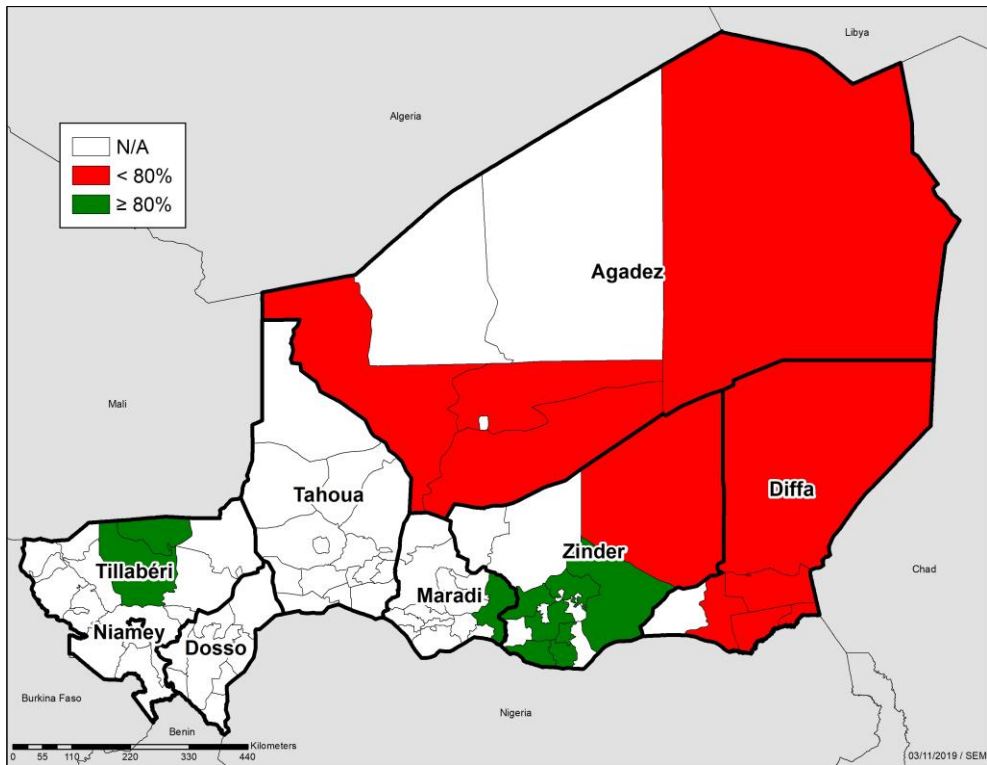 Libya
Algeria
N/A
< 80%
≥ 80%
Agadez
Mali
Tahoua
Diffa
Zinder
Tillabéri
Chad
Maradi
Niamey
Dosso
Burkina Faso
Nigeria
Benin
Kilometers
0 55 110 220 330 440
03/11/2019 / SEM